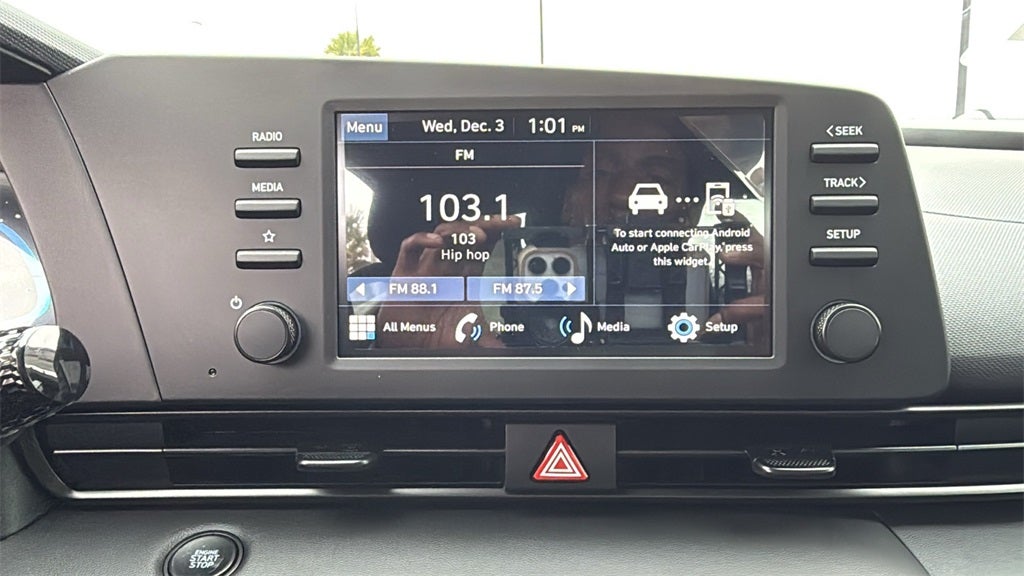 RADIO
MEDIA
Menu
Wed, Dec. 3 1:01 PM
FM
103.1
103
Hip hop
FM 88.1
FM 87.5
To start connecting Android
Auto or Apple CarPlay, press
this widget.
All Menus
Phone
Media
Setup
<SEEK
TRACK>
SETUP
ENGINE
START
STOP